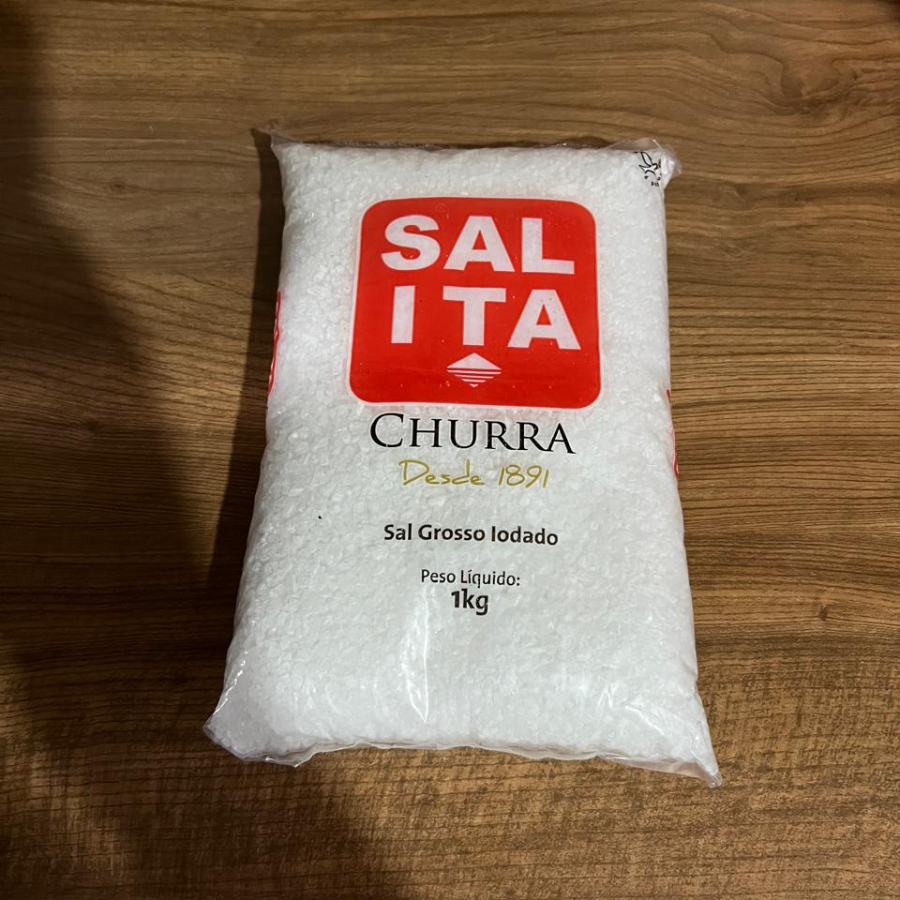 SAL
ITA
CHURRA
Desde 1891
Sal Grosso Iodado
Peso Líquido:
1kg